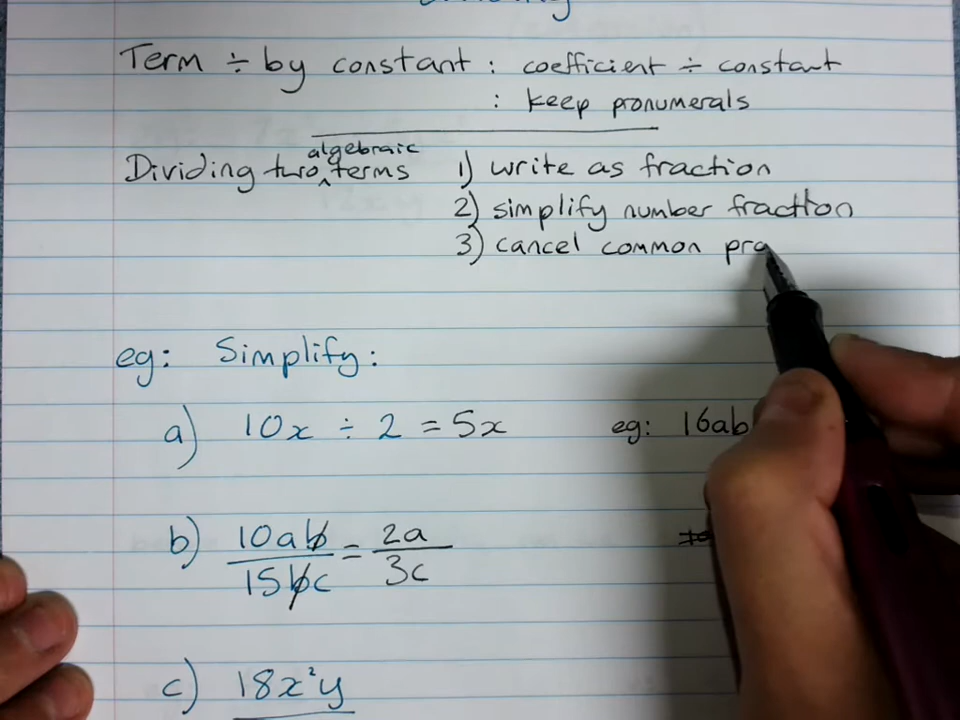 Term ÷ by constant : coefficient ÷ constant
: keep pronumerals
Dividing two algebraic terms 1) write as fraction
2) simplify number fraction
3) cancel common pro
eg: Simplify:
a) 10x ÷ 2 = 5x eg: 16ab
b) 10ab/15bc = 2a/3c
c) 18x²y